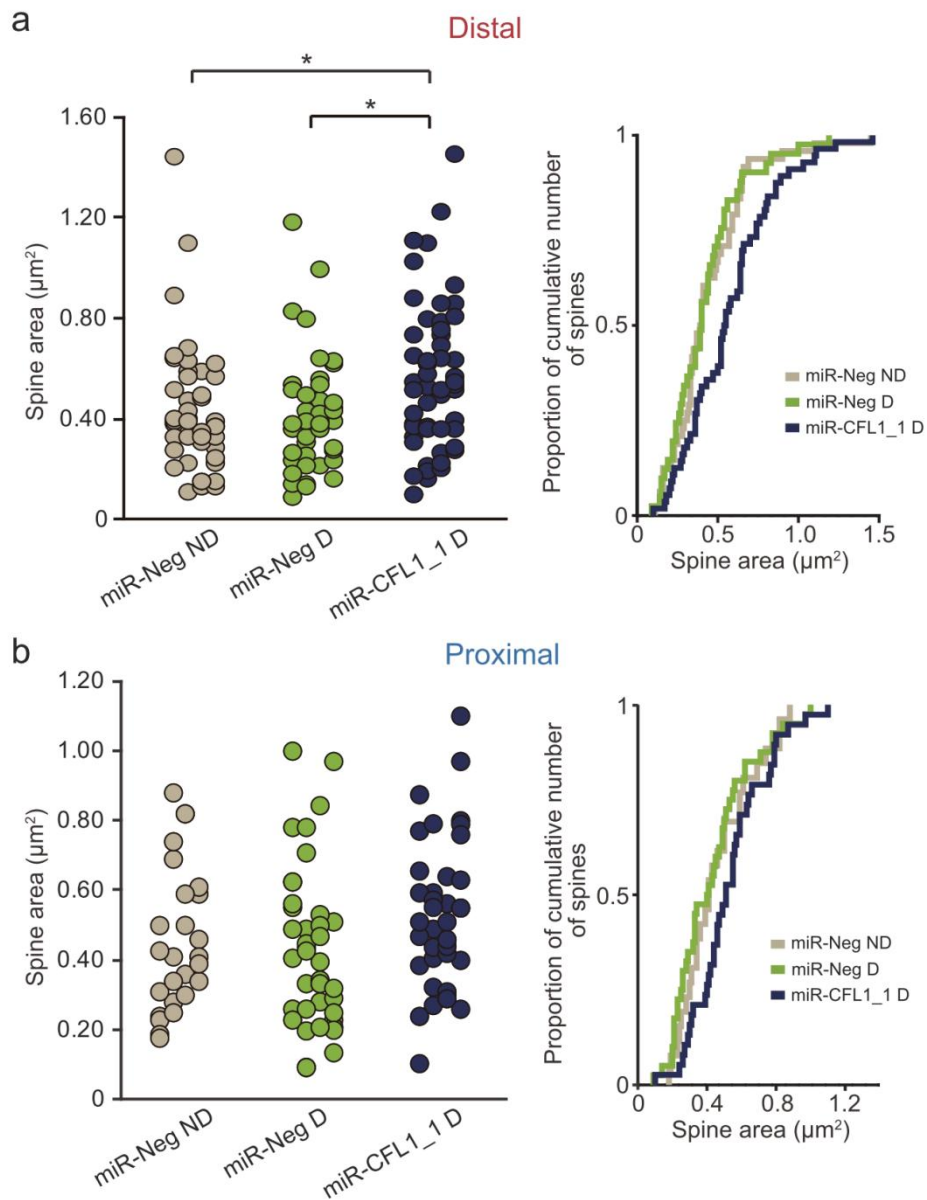 a
Distal
*
*
1.60
1.20
0.80
0.40
0
Spine area (µm²)
miR-Neg ND
miR-Neg D
miR-CFL1_1 D
1
0.5
0
Proportion of cumulative number
of spines
miR-Neg ND
miR-Neg D
miR-CFL1_1 D
0.5
1.0
1.5
Spine area (µm²)
b
Proximal
1.20
1.00
0.80
0.60
0.40
0.20
0
Spine area (µm²)
miR-Neg ND
miR-Neg D
miR-CFL1_1 D
1
0.5
0
Proportion of cumulative number
of spines
miR-Neg ND
miR-Neg D
miR-CFL1_1 D
0
0.4
0.8
1.2
Spine area (µm²)